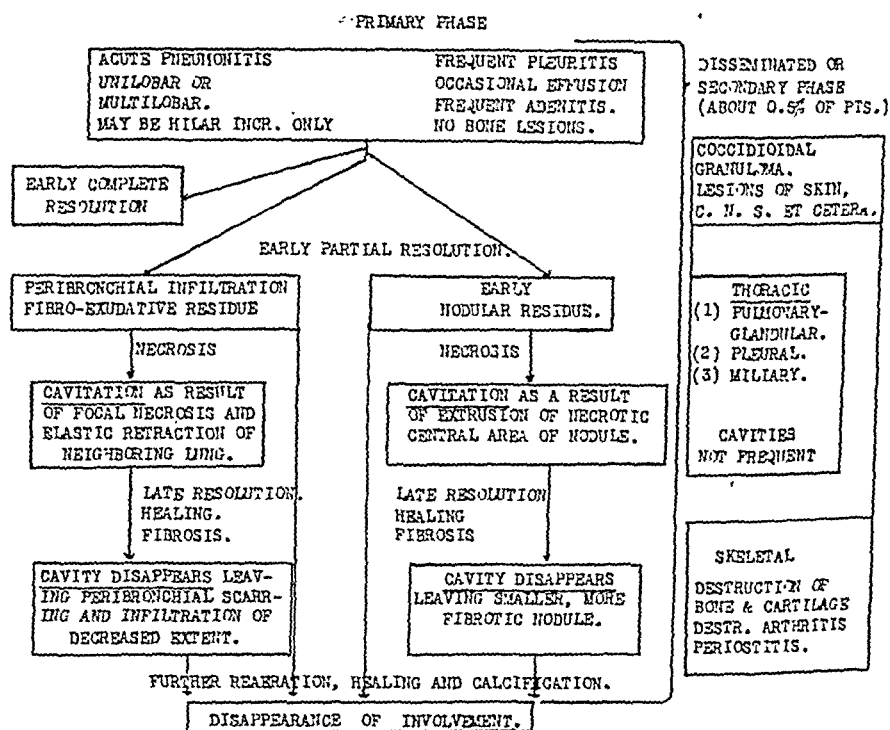 PRIMARY PHASE
ACUTE PNEUMONITIS
UNILOBAR OR
MULTILOBAR.
MAY BE HILAR INCR. ONLY
FREQUENT PLEURITIS
OCCASIONAL EFFUSION
FREQUENT ADENITIS.
NO BONE LESIONS.
EARLY COMPLETE
RESOLUTION
EARLY PARTIAL RESOLUTION.
PERIBRONCHIAL INFILTRATION
FIBRO-EXUDATIVE RESIDUE
EARLY
NODULAR RESIDUE.
NECROSIS
NECROSIS
CAVITATION AS RESULT
OF FOCAL NECROSIS AND
ELASTIC RETRACTION OF
NEIGHBORING LUNG.
CAVITATION AS A RESULT
OF EXTRUSION OF NECROTIC
CENTRAL AREA OF NODULE.
LATE RESOLUTION.
HEALING.
FIBROSIS.
LATE RESOLUTION
HEALING
FIBROSIS
CAVITY DISAPPEARS LEAV-
ING PERIBRONCHIAL SCARR-
ING AND INFILTRATION OF
DECREASED EXTENT.
CAVITY DISAPPEARS
LEAVING SMALLER, MORE
FIBROTIC NODULE.
FURTHER REAERATION, HEALING AND CALCIFICATION.
DISAPPEARANCE OF INVOLVEMENT.
DISSEMINATED OR
SECONDARY PHASE
(ABOUT 0.5% OF PTS.)
COCCIDIOIDAL
GRANULOMA.
LESIONS OF SKIN,
C. N. S. ET CETERA.
THORACIC
(1) PULMONARY-
GLANDULAR.
(2) PLEURAL.
(3) MILIARY.
CAVITIES
NOT FREQUENT
SKELETAL
DESTRUCTION OF
BONE & CARTILAGE
DESTR. ARTHRITIS
PERIOSTITIS.